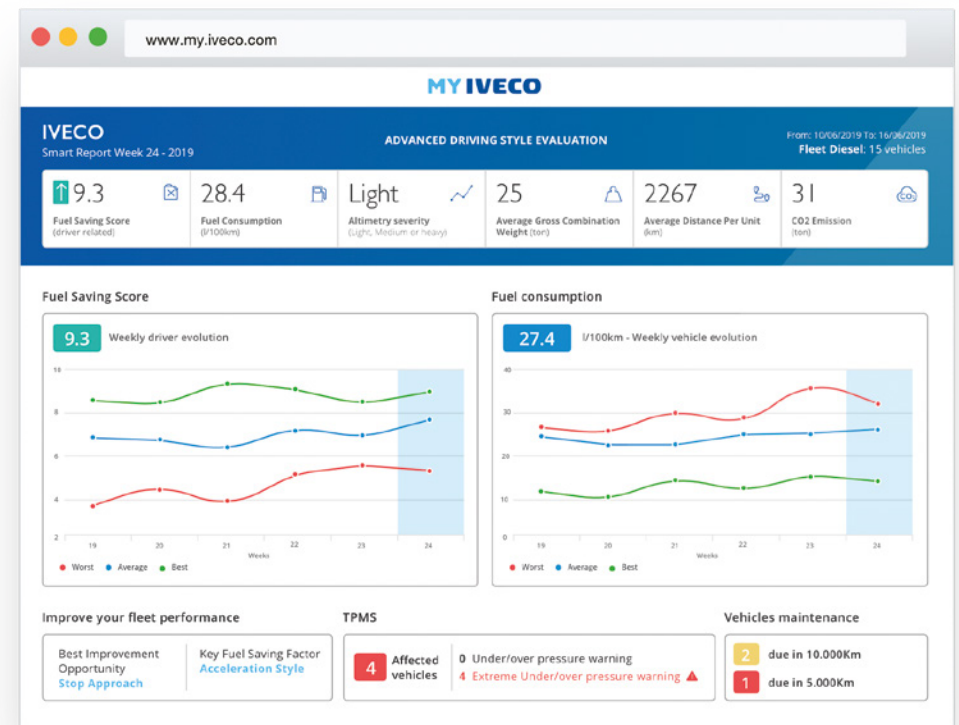 www.my.iveco.com
MY IVECO
IVECO
Smart Report Week 24 - 2019
ADVANCED DRIVING STYLE EVALUATION
From: 10/06/2019 To: 16/06/2019
Fleet Diesel: 15 vehicles
9.3
Fuel Saving Score
(driver related)
28.4
Fuel Consumption
(l/100km)
Light
Altimetry severity
(Light, Medium or heavy)
25
Average Gross Combination
Weight (ton)
2267
Average Distance Per Unit
(km)
31
CO2
CO2 Emission
(ton)
Fuel Saving Score
9.3 Weekly driver evolution
10
8
6
4
2
19 20 21 22 23 24
Weeks
Worst Average Best
Fuel consumption
27.4 l/100km - Weekly vehicle evolution
40
30
20
10
0
19 20 21 22 23 24
Weeks
Worst Average Best
Improve your fleet performance
Best Improvement
Opportunity
Stop Approach
Key Fuel Saving Factor
Acceleration Style
TPMS
4 Affected
vehicles
0 Under/over pressure warning
4 Extreme Under/over pressure warning
Vehicles maintenance
2 due in 10.000Km
1 due in 5.000Km